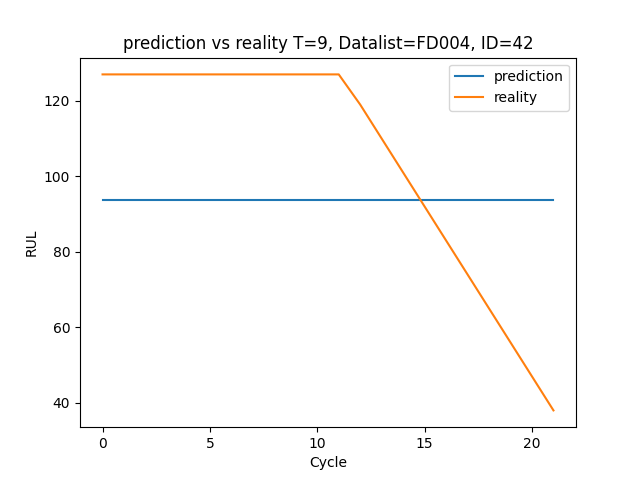 prediction vs reality T=9, Datalist=FD004, ID=42
prediction
reality
120
100
80
60
40
RUL
0 5 10 15 20
Cycle